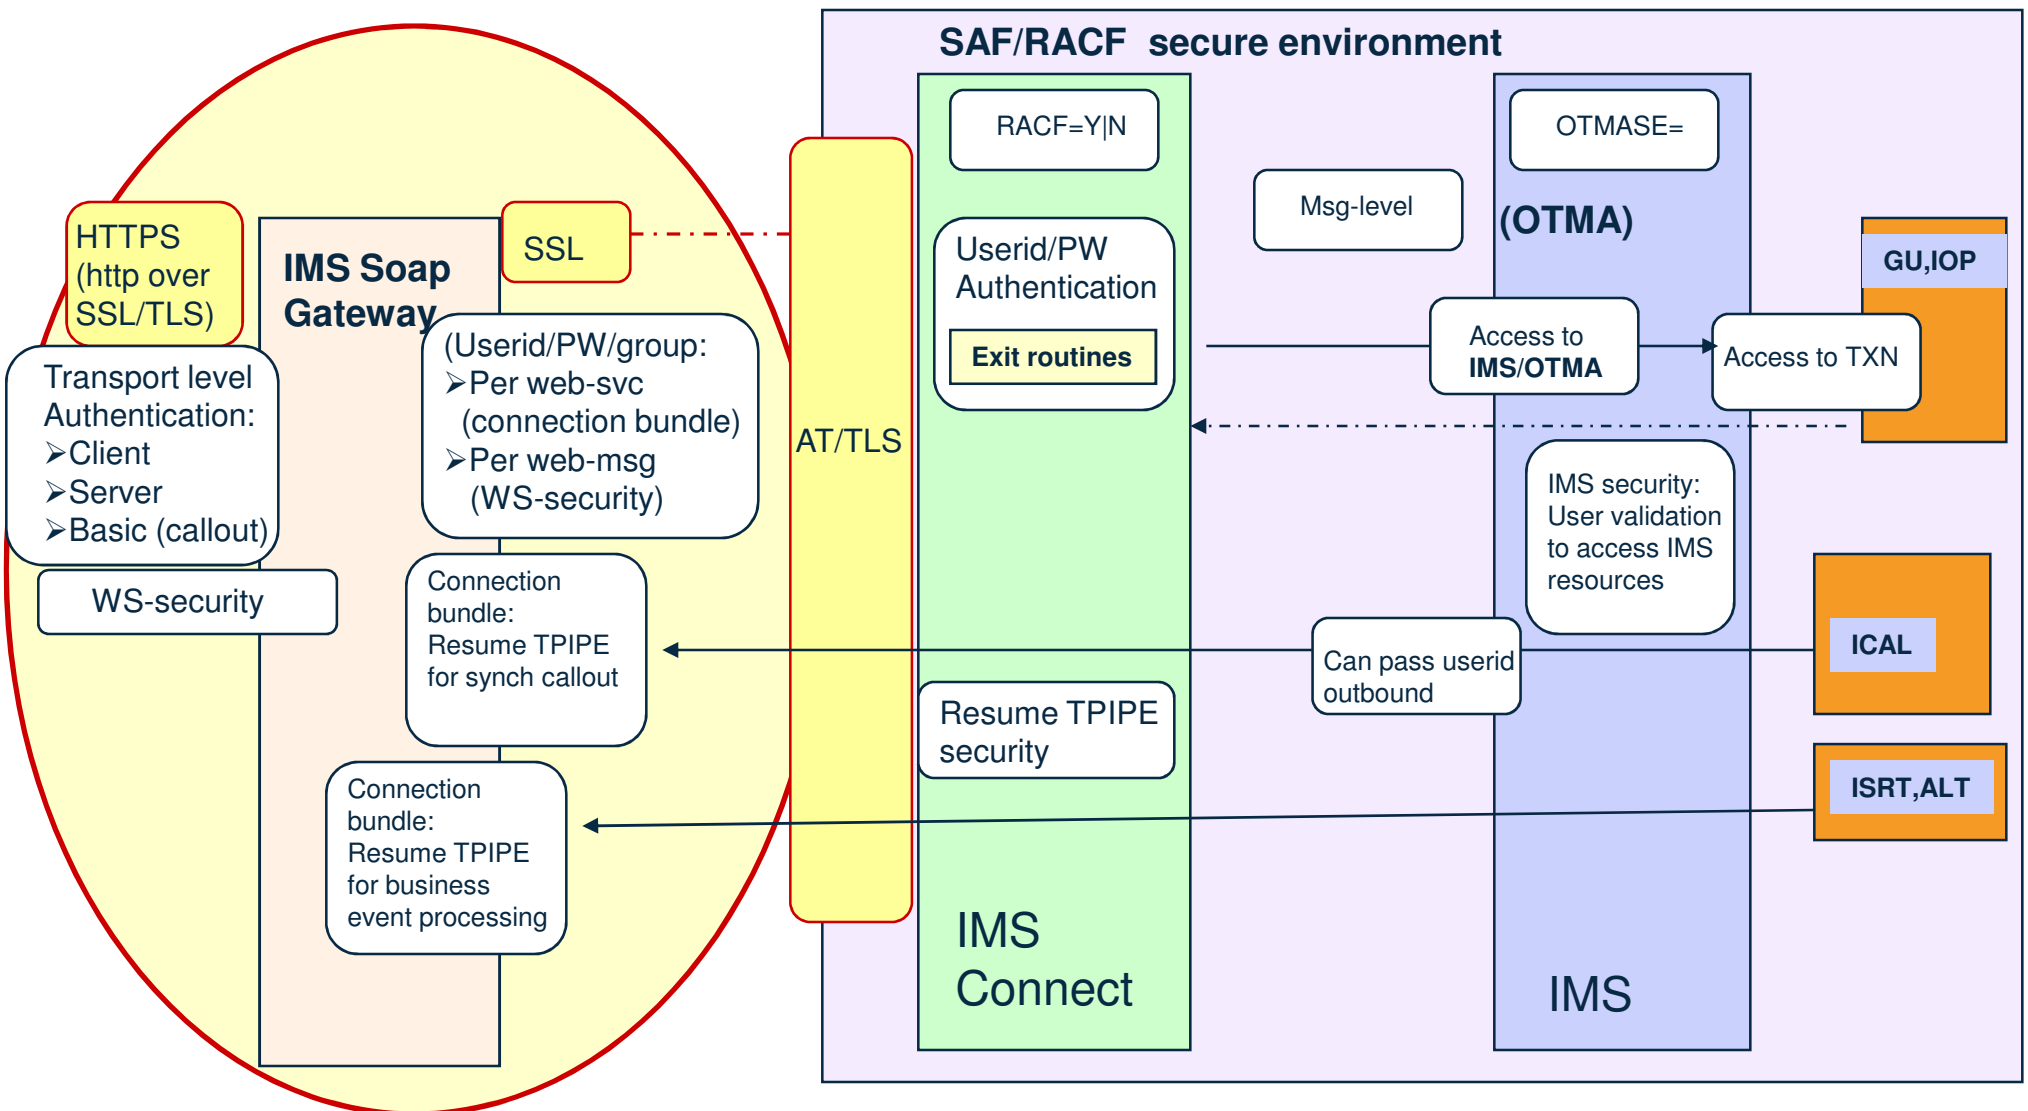 SAF/RACF secure environment
RACF=Y|N
OTMASE=
Msg-level
(OTMA)
HTTPS
(http over
SSL/TLS)
IMS Soap
Gateway
SSL
Userid/PW
Authentication
Exit routines
GU,IOP
Access to
IMS/OTMA
Access to TXN
Transport level
Authentication:
➢Client
➢Server
➢Basic (callout)
(Userid/PW/group:
➢Per web-svc
(connection bundle)
➢Per web-msg
(WS-security)
AT/TLS
IMS security:
User validation
to access IMS
resources
WS-security
Connection
bundle:
Resume TPIPE
for synch callout
Can pass userid
outbound
ICAL
Resume TPIPE
security
Connection
bundle:
Resume TPIPE
for business
event processing
ISRT,ALT
IMS
Connect
IMS